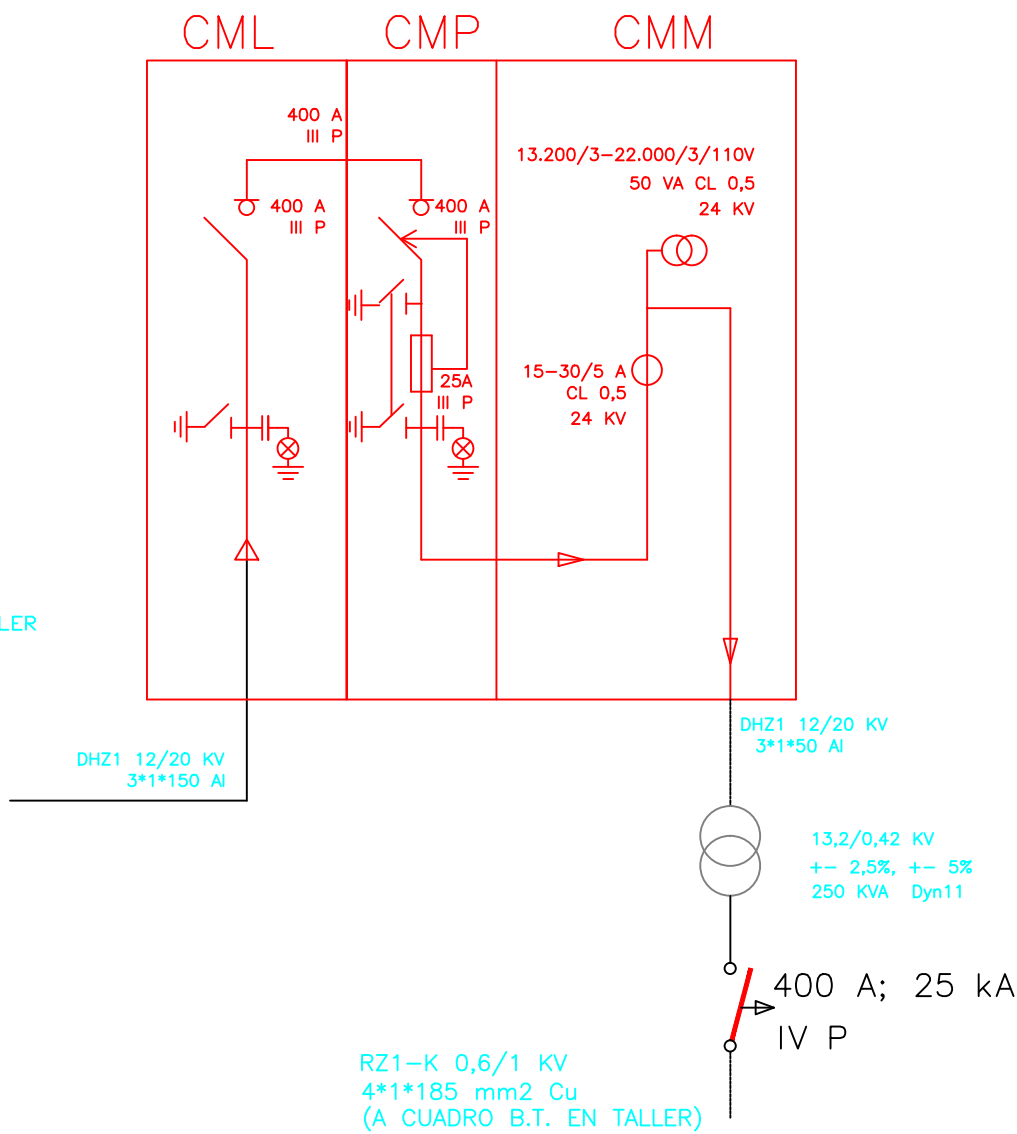 CML
CMP
CMM
400 A
III P
400 A
III P
400 A
III P
25A
III P
13.200/3-22.000/3/110V
50 VA CL 0,5
24 KV
15-30/5 A
CL 0,5
24 KV
LER
DHZ1 12/20 KV
3*1*150 Al
DHZ1 12/20 KV
3*1*50 Al
13,2/0,42 KV
+- 2,5%, +- 5%
250 KVA Dyn11
400 A; 25 kA
IV P
RZ1-K 0,6/1 KV
4*1*185 mm2 Cu
(A CUADRO B.T. EN TALLER)